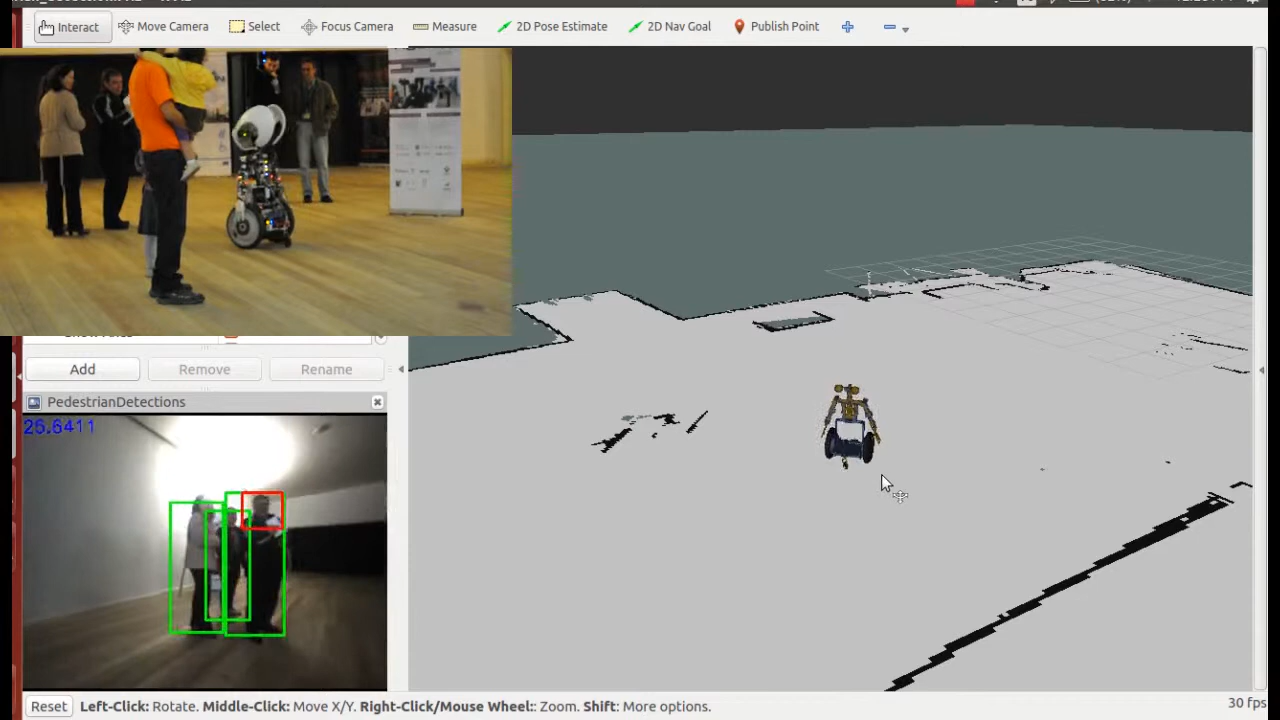 Interact Move Camera Select Focus Camera Measure 2D Pose Estimate 2D Nav Goal Publish Point
Add Remove Rename
PedestrianDetections
26.6411
Reset Left-Click: Rotate. Middle-Click: Move X/Y. Right-Click/Mouse Wheel:: Zoom. Shift: More options. 30 fps